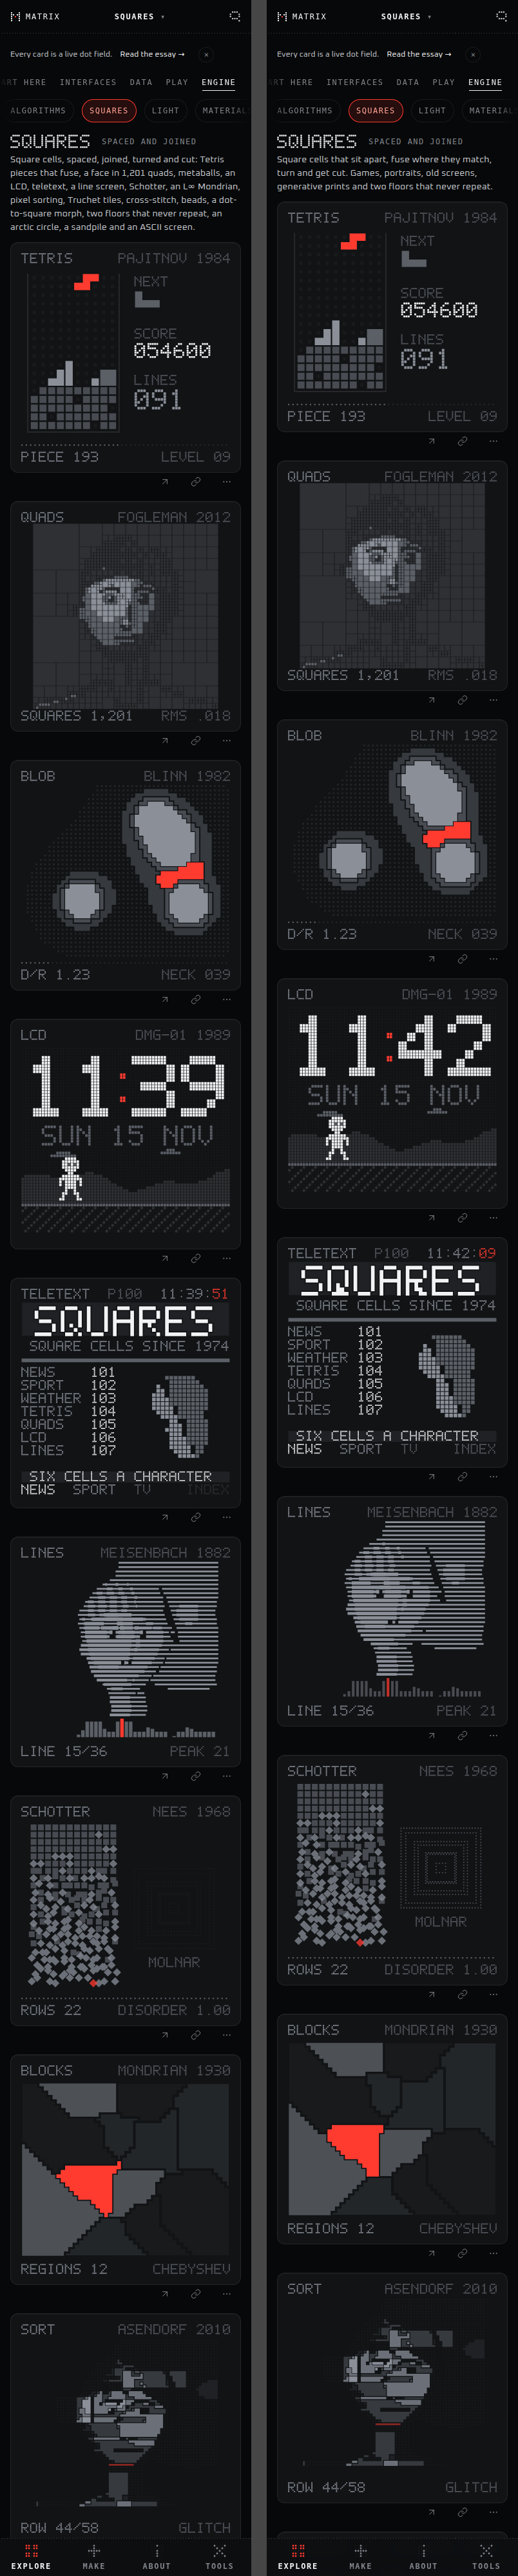 MATRIX
SQUARES ▾
Every card is a live dot field. Read the essay → ×
ART HERE INTERFACES DATA PLAY ENGINE
ALGORITHMS SQUARES LIGHT MATERIAL
SQUARES SPACED AND JOINED
Square cells, spaced, joined, turned and cut: Tetris
pieces that fuse, a face in 1,201 quads, metaballs, an
LCD, teletext, a line screen, Schotter, an L∞ Mondrian,
pixel sorting, Truchet tiles, cross-stitch, beads, a dot-
to-square morph, two floors that never repeat, an
arctic circle, a sandpile and an ASCII screen.
TETRIS PAJITNOV 1984
NEXT
SCORE
054600
LINES
091
PIECE 193 LEVEL 09
QUADS FOGLEMAN 2012
SQUARES 1,201 RMS .018
BLOB BLINN 1982
D/R 1.23 NECK 039
LCD DMG-01 1989
11:39
SUN 15 NOV
TELETEXT P100 11:39:51
SQUARES
SQUARE CELLS SINCE 1974
NEWS 101
SPORT 102
WEATHER 103
TETRIS 104
QUADS 105
LCD 106
LINES 107
SIX CELLS A CHARACTER
NEWS SPORT TV INDEX
LINES MEISENBACH 1882
LINE 15/36 PEAK 21
SCHOTTER NEES 1968
MOLNAR
ROWS 22 DISORDER 1.00
BLOCKS MONDRIAN 1930
REGIONS 12 CHEBYSHEV
SORT ASENDORF 2010
ROW 44/58 GLITCH
EXPLORE MAKE ABOUT TOOLS
MATRIX
SQUARES ▾
Every card is a live dot field. Read the essay → ×
ART HERE INTERFACES DATA PLAY ENGINE
ALGORITHMS SQUARES LIGHT MATERIAL
SQUARES SPACED AND JOINED
Square cells that sit apart, fuse where they match,
turn and get cut. Games, portraits, old screens,
generative prints and two floors that never repeat.
TETRIS PAJITNOV 1984
NEXT
SCORE
054600
LINES
091
PIECE 193 LEVEL 09
QUADS FOGLEMAN 2012
SQUARES 1,201 RMS .018
BLOB BLINN 1982
D/R 1.23 NECK 039
LCD DMG-01 1989
11:42
SUN 15 NOV
TELETEXT P100 11:42:09
SQUARES
SQUARE CELLS SINCE 1974
NEWS 101
SPORT 102
WEATHER 103
TETRIS 104
QUADS 105
LCD 106
LINES 107
SIX CELLS A CHARACTER
NEWS SPORT TV INDEX
LINES MEISENBACH 1882
LINE 15/36 PEAK 21
SCHOTTER NEES 1968
MOLNAR
ROWS 22 DISORDER 1.00
BLOCKS MONDRIAN 1930
REGIONS 12 CHEBYSHEV
SORT ASENDORF 2010
ROW 44/58 GLITCH
EXPLORE MAKE ABOUT TOOLS